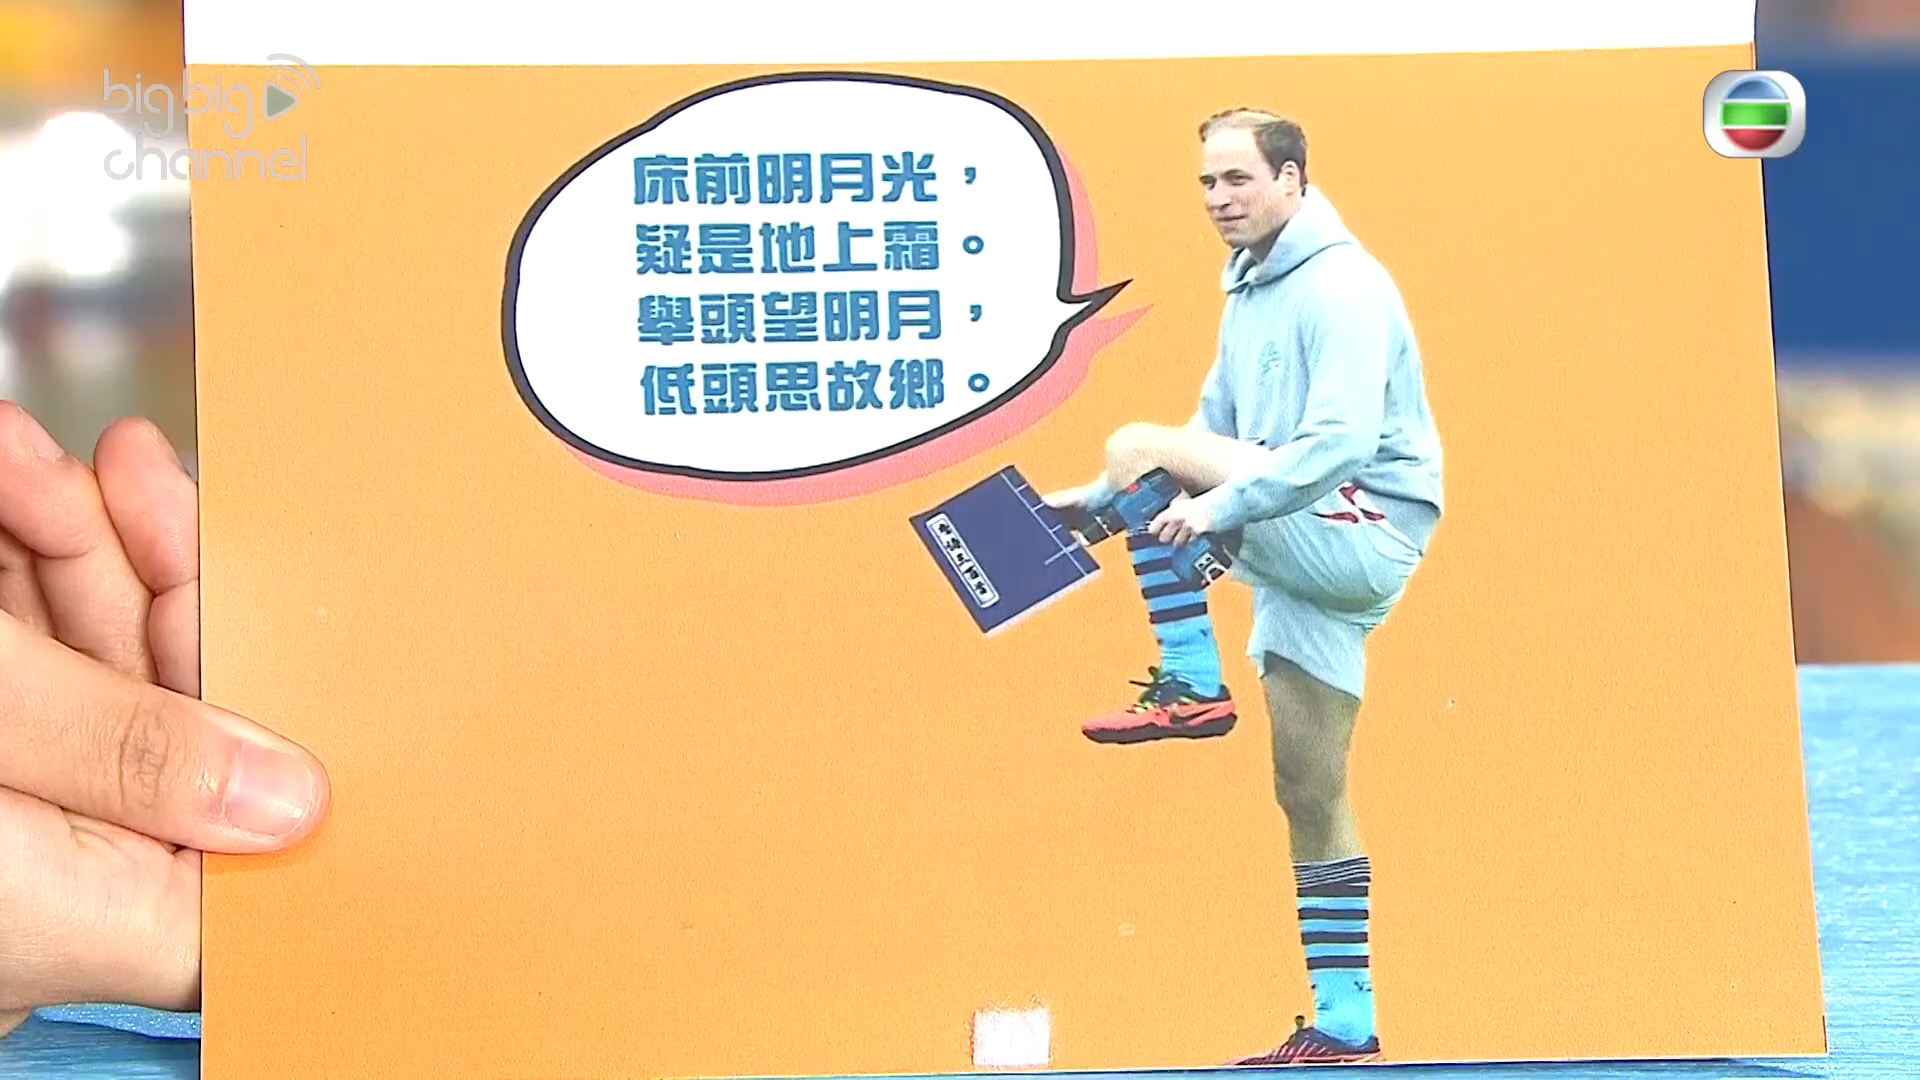 big big
channel
床前明月光，
疑是地上霜。
舉頭望明月，
低頭思故鄉。